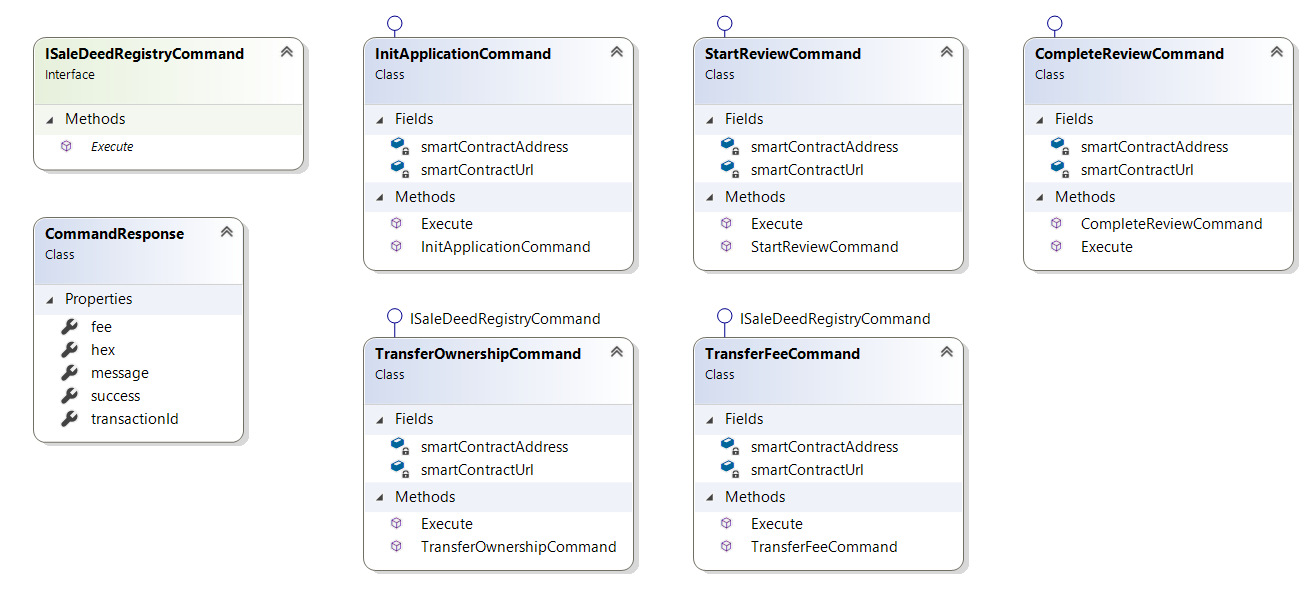 ISaleDeedRegistryCommand
Interface
Methods
Execute
InitApplicationCommand
Class
Fields
smartContractAddress
smartContractUrl
Methods
Execute
InitApplicationCommand
StartReviewCommand
Class
Fields
smartContractAddress
smartContractUrl
Methods
Execute
StartReviewCommand
CompleteReviewCommand
Class
Fields
smartContractAddress
smartContractUrl
Methods
CompleteReviewCommand
Execute
CommandResponse
Class
Properties
fee
hex
message
success
transactionId
ISaleDeedRegistryCommand
TransferOwnershipCommand
Class
Fields
smartContractAddress
smartContractUrl
Methods
Execute
TransferOwnershipCommand
ISaleDeedRegistryCommand
TransferFeeCommand
Class
Fields
smartContractAddress
smartContractUrl
Methods
Execute
TransferFeeCommand